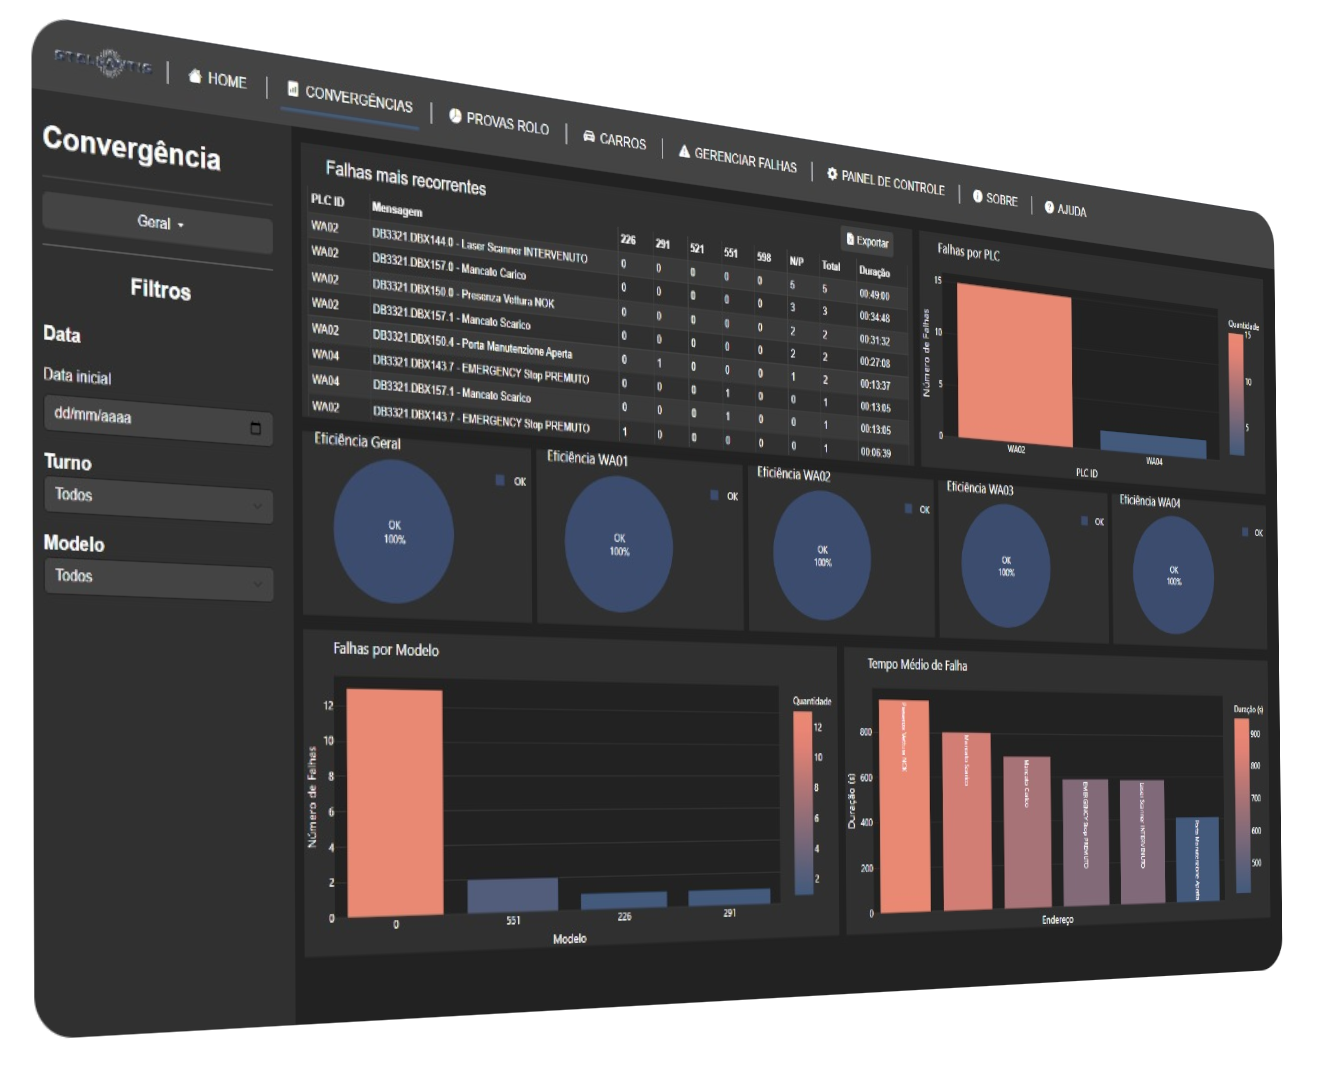 STELLANTIS
HOME
CONVERGÊNCIAS
PROVAS ROLO
CARROS
GERENCIAR FALHAS
PAINEL DE CONTROLE
SOBRE
AJUDA
Convergência
Geral
Filtros
Data
Data inicial
dd/mm/aaaa
Turno
Todos
Modelo
Todos
Falhas mais recorrentes
Exportar
PLC ID Mensagem 226 291 521 551 598 N/P Total Duração
WA02 DB3321.DBX144.0 - Laser Scanner INTERVENUTO 0 0 0 0 0 5 5 00:49:00
WA02 DB3321.DBX157.0 - Mancato Carico 0 0 0 0 0 3 3 00:34:48
WA02 DB3321.DBX150.0 - Presenza Vettura NOK 0 0 0 0 0 2 2 00:31:32
WA02 DB3321.DBX157.1 - Mancato Scarico 0 0 0 0 0 2 2 00:27:08
WA02 DB3321.DBX150.4 - Porta Manutenzione Aperta 0 1 0 0 0 1 2 00:13:37
WA04 DB3321.DBX143.7 - EMERGENCY Stop PREMUTO 0 0 0 1 0 0 1 00:13:05
WA04 DB3321.DBX157.1 - Mancato Scarico 0 0 0 1 0 0 1 00:13:05
WA02 DB3321.DBX143.7 - EMERGENCY Stop PREMUTO 1 0 0 0 0 0 1 00:06:39
Falhas por PLC
Número de Falhas
15
10
5
0
WA02
WA04
PLC ID
Quantidade
15
10
5
Eficiência Geral
OK
OK
100%
Eficiência WA01
OK
OK
100%
Eficiência WA02
OK
OK
100%
Eficiência WA03
OK
OK
100%
Eficiência WA04
OK
OK
100%
Falhas por Modelo
Número de Falhas
12
10
8
6
4
2
0
0
551
226
291
Modelo
Quantidade
12
10
8
6
4
2
Tempo Médio de Falha
Duração (s)
800
600
400
200
0
Presenza Vettura NOK
Mancato Scarico
Mancato Carico
EMERGENCY Stop PREMUTO
Laser Scanner INTERVENUTO
Porta Manutenzione Aperta
Endereço
Duração (s)
900
800
700
600
500